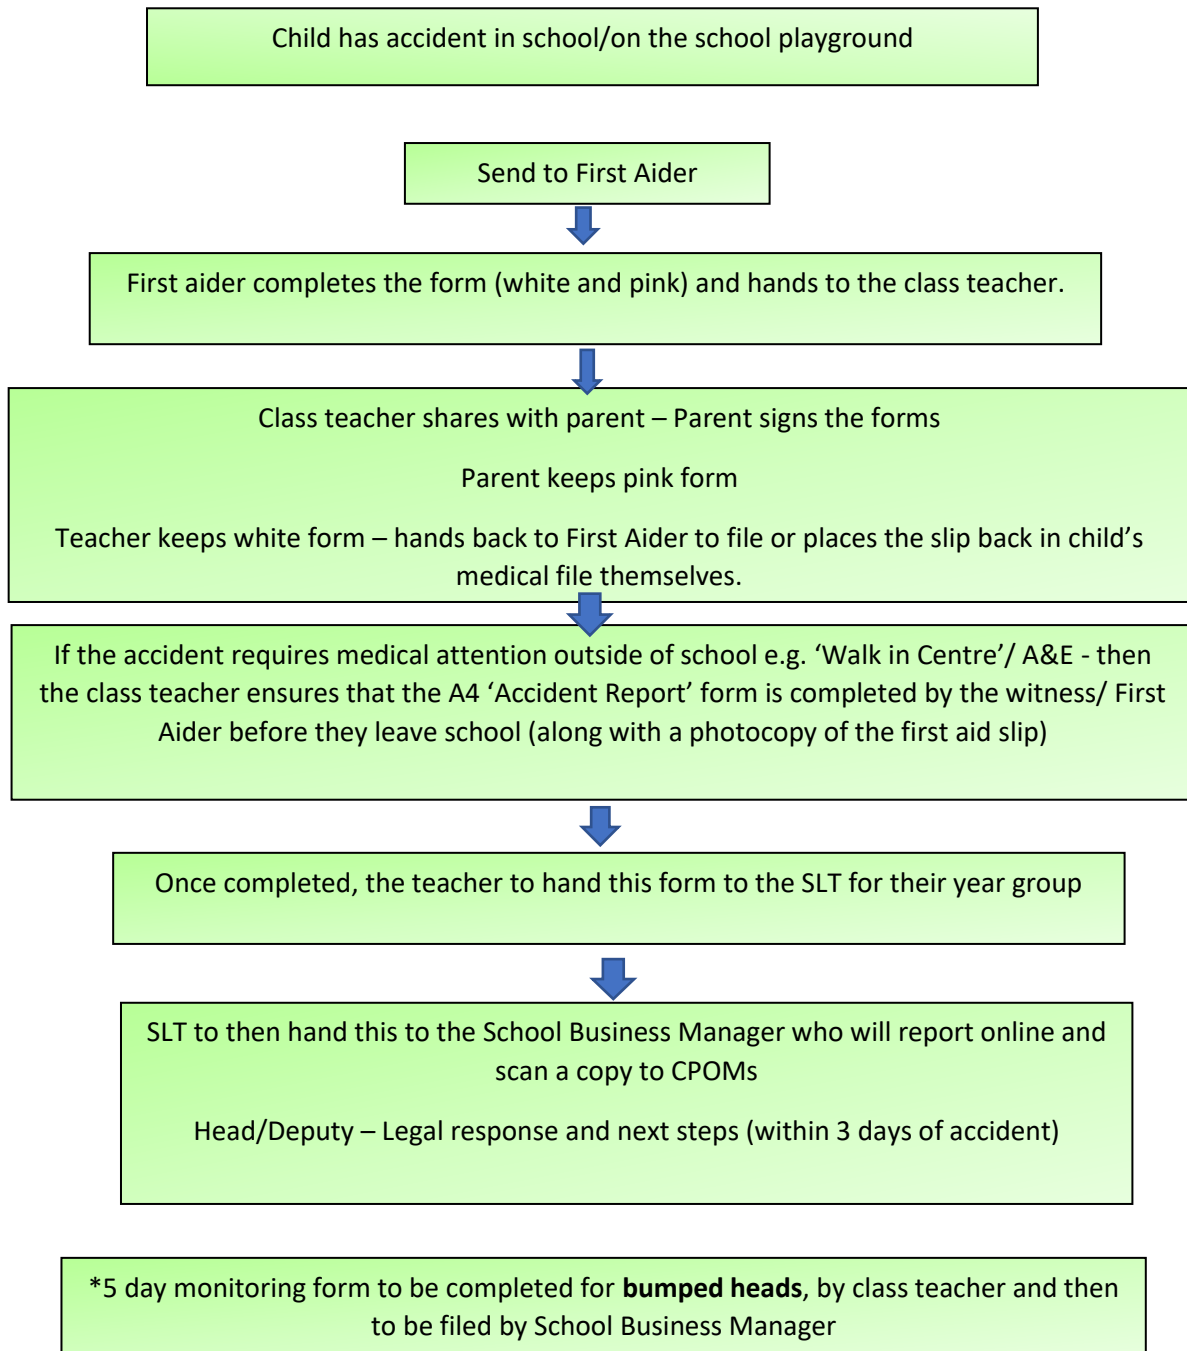 Child has accident in school/on the school playground
Send to First Aider
First aider completes the form (white and pink) and hands to the class teacher.
Class teacher shares with parent – Parent signs the forms
Parent keeps pink form
Teacher keeps white form – hands back to First Aider to file or places the slip back in child’s
medical file themselves.
If the accident requires medical attention outside of school e.g. ‘Walk in Centre’/ A&E - then
the class teacher ensures that the A4 ‘Accident Report’ form is completed by the witness/ First
Aider before they leave school (along with a photocopy of the first aid slip)
Once completed, the teacher to hand this form to the SLT for their year group
SLT to then hand this to the School Business Manager who will report online and
scan a copy to CPOMs
Head/Deputy – Legal response and next steps (within 3 days of accident)
*5 day monitoring form to be completed for bumped heads, by class teacher and then
to be filed by School Business Manager